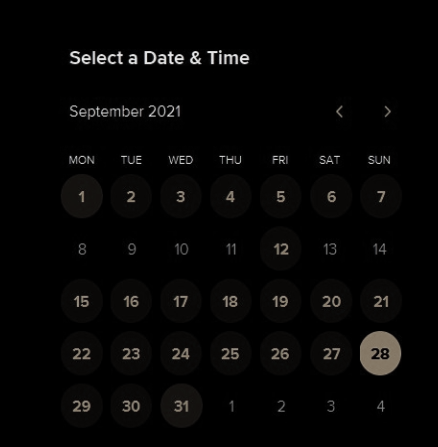 Select a Date & Time
September 2021
MON TUE WED THU FRI SAT SUN
1 2 3 4 5 6 7
8 9 10 11 12 13 14
15 16 17 18 19 20 21
22 23 24 25 26 27 28
29 30 31 1 2 3 4